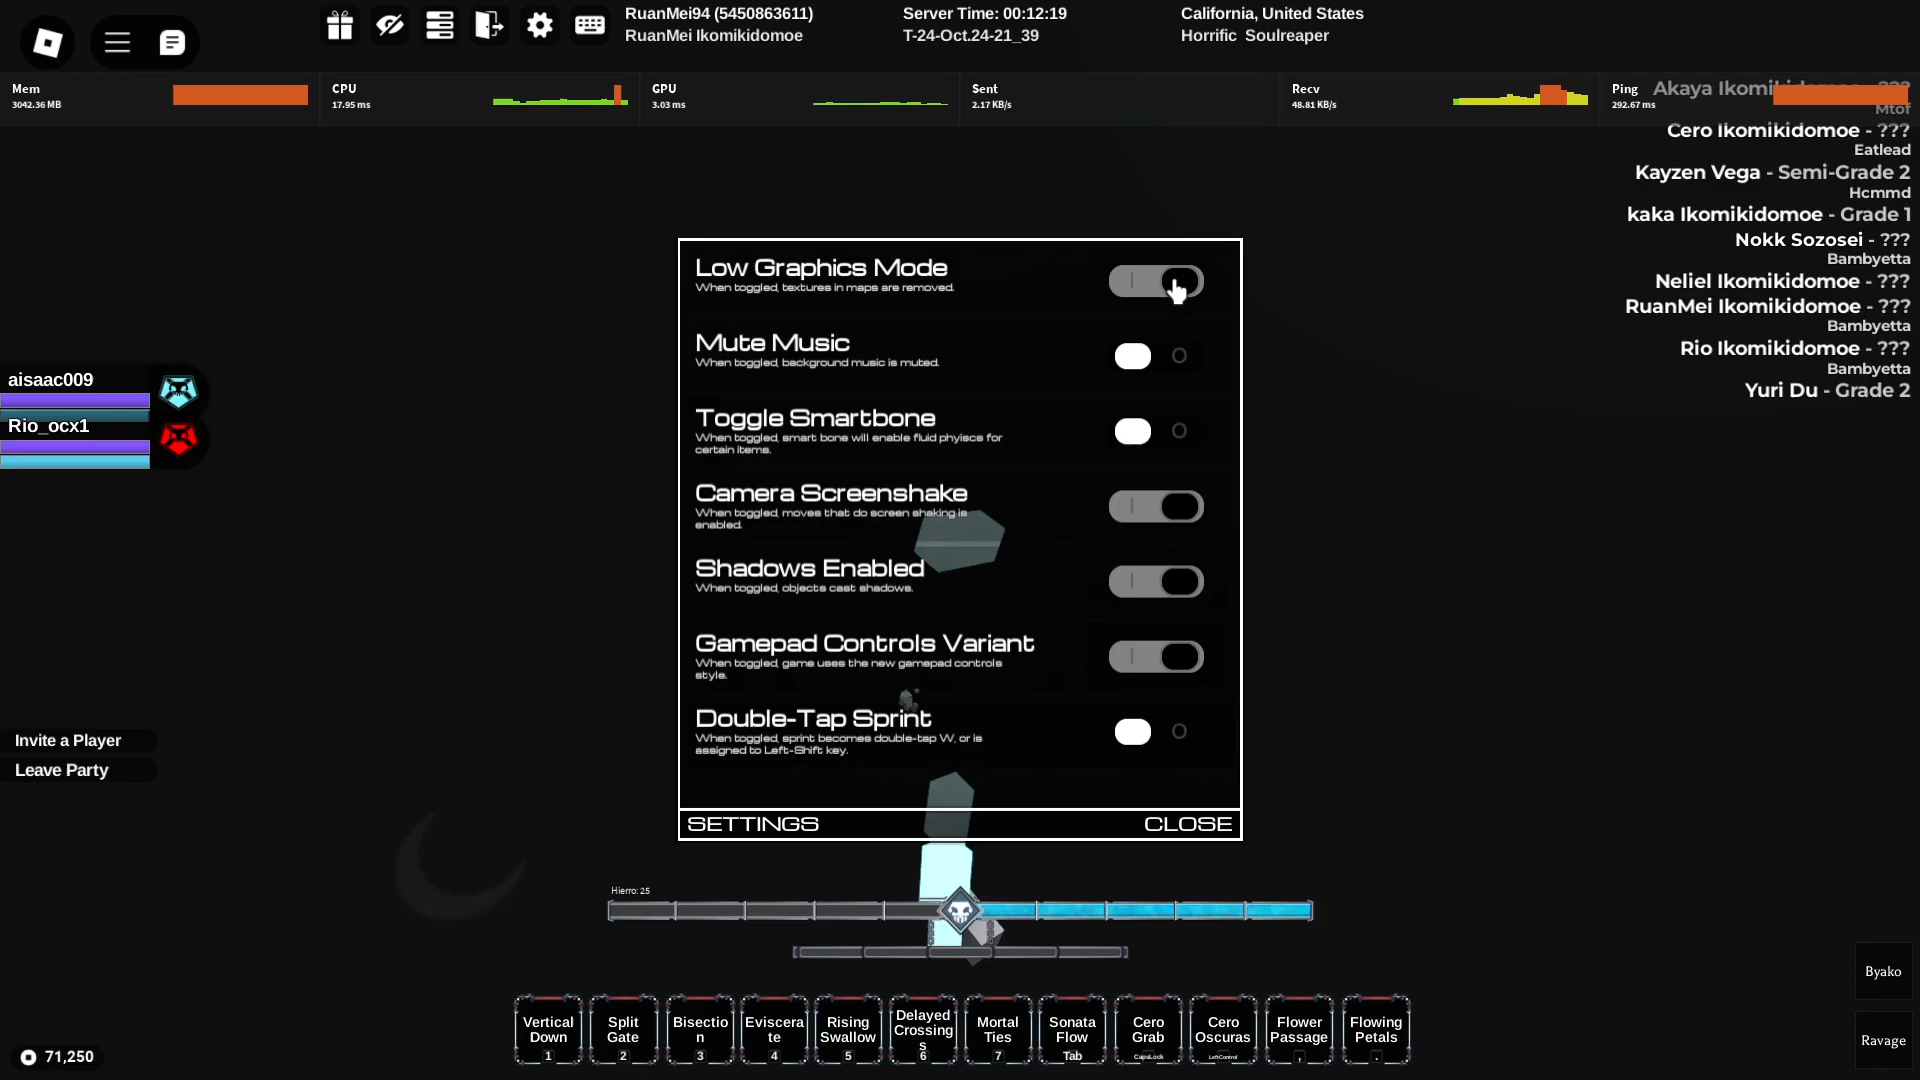 RuanMei94 (5450863611)
RuanMei Ikomikidomoe
Server Time: 00:12:19
T-24-Oct.24-21_39
California, United States
Horrific Soulreaper
Mem
3042.36 MB
CPU
17.95 ms
GPU
3.03 ms
Sent
2.17 KB/s
Recv
48.81 KB/s
Ping
292.67 ms
Akaya Ikomikidomoe - ???
Mtof
Cero Ikomikidomoe - ???
Eatlead
Kayzen Vega - Semi-Grade 2
Hcmmd
kaka Ikomikidomoe - Grade 1
Nokk Sozosei - ???
Bambyetta
Neliel Ikomikidomoe - ???
RuanMei Ikomikidomoe - ???
Bambyetta
Rio Ikomikidomoe - ???
Bambyetta
Yuri Du - Grade 2
aisaac009
Rio_ocx1
Invite a Player
Leave Party
Low Graphics Mode
When toggled, textures in maps are removed.
Mute Music
When toggled, background music is muted.
Toggle Smartbone
When toggled, smart bone will enable fluid phyiscs for
certain items.
Camera Screenshake
When toggled, moves that do screen shaking is
enabled.
Shadows Enabled
When toggled, objects cast shadows.
Gamepad Controls Variant
When toggled, game uses the new gamepad controls
style.
Double-Tap Sprint
When toggled, sprint becomes double-tap W, or is
assigned to Left-Shift key.
SETTINGS
CLOSE
Hierro: 25
Vertical
Down
1
Split
Gate
2
Bisectio
n
3
Eviscera
te
4
Rising
Swallow
5
Delayed
Crossing
s
6
Mortal
Ties
7
Sonata
Flow
Tab
Cero
Grab
CapsLock
Cero
Oscuras
LeftControl
Flower
Passage
,
Flowing
Petals
.
Byako
Ravage
71,250